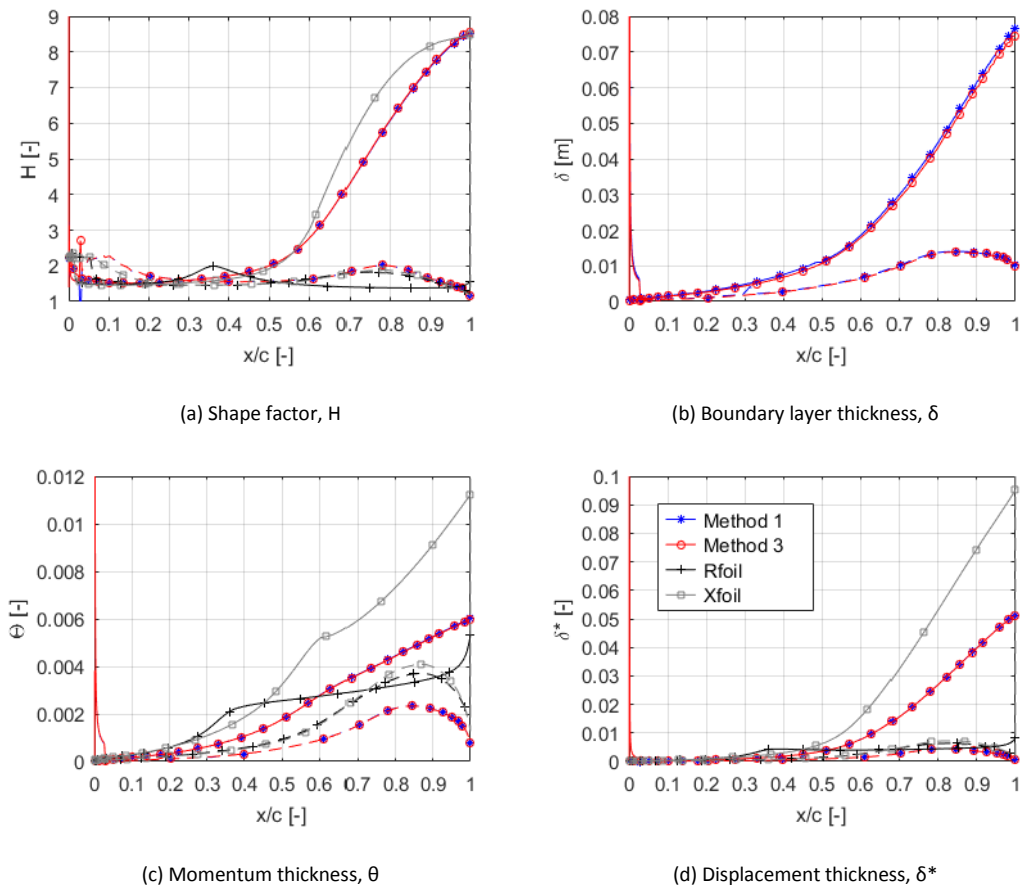 9
8
7
6
5
4
3
2
1
H [-]
0 0.1 0.2 0.3 0.4 0.5 0.6 0.7 0.8 0.9 1
x/c [-]
(a) Shape factor, H
0.08
0.07
0.06
0.05
0.04
0.03
0.02
0.01
0
δ [m]
0 0.1 0.2 0.3 0.4 0.5 0.6 0.7 0.8 0.9 1
x/c [-]
(b) Boundary layer thickness, δ
0.012
0.01
0.008
0.006
0.004
0.002
0
Θ [-]
0 0.1 0.2 0.3 0.4 0.5 0.6 0.7 0.8 0.9 1
x/c [-]
(c) Momentum thickness, θ
0.1
0.09
0.08
0.07
0.06
0.05
0.04
0.03
0.02
0.01
0
δ* [-]
Method 1
Method 3
Rfoil
Xfoil
0 0.1 0.2 0.3 0.4 0.5 0.6 0.7 0.8 0.9 1
x/c [-]
(d) Displacement thickness, δ*